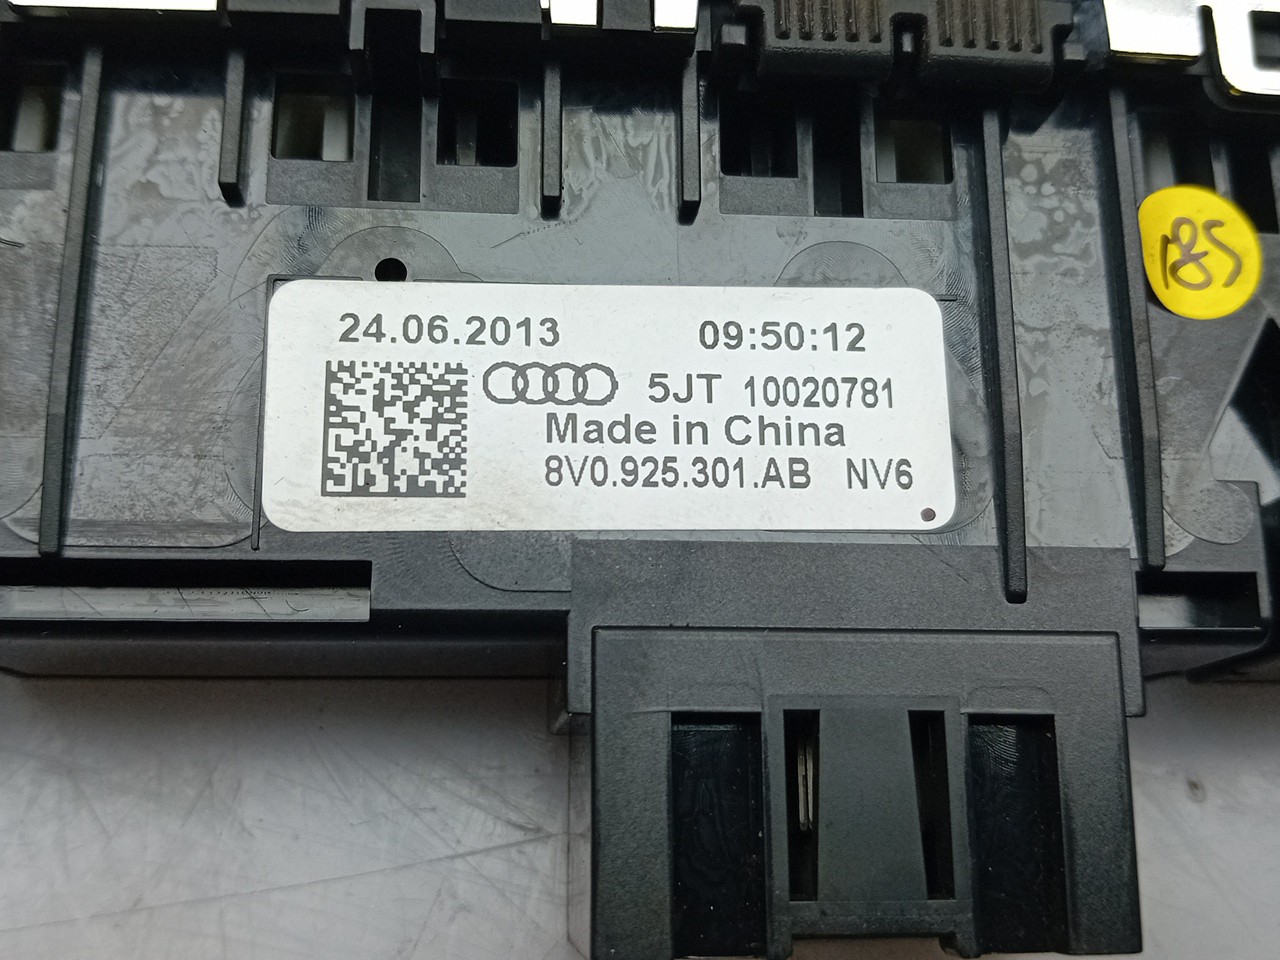 24.06.2013 09:50:12
5JT 10020781
Made in China
8V0.925.301.AB NV6
185